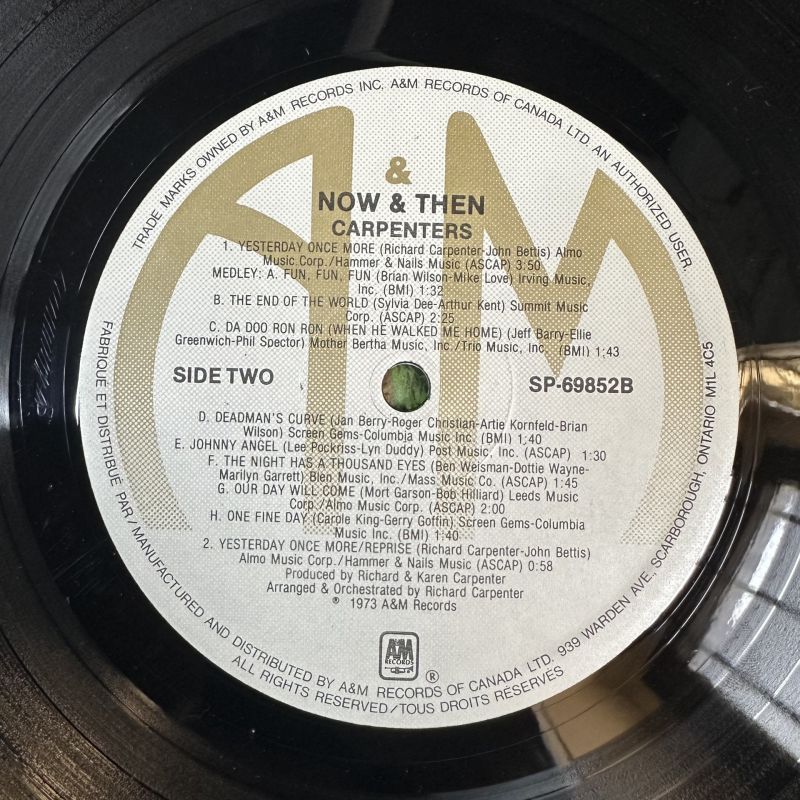 TRADE MARKS OWNED BY A&M RECORDS INC. A&M RECORDS OF CANADA LTD. AN AUTHORIZED USER
&
NOW & THEN
CARPENTERS
1. YESTERDAY ONCE MORE (Richard Carpenter-John Bettis) Almo
Music Corp./Hammer & Nails Music (ASCAP) 3:50
MEDLEY: A. FUN, FUN, FUN (Brian Wilson-Mike Love) Irving Music,
Inc. (BMI) 1:32
B. THE END OF THE WORLD (Sylvia Dee-Arthur Kent) Summit Music
Corp. (ASCAP) 2:25
C. DA DOO RON RON (WHEN HE WALKED ME HOME) (Jeff Barry-Ellie
Greenwich-Phil Spector) Mother Bertha Music, Inc./Trio Music, Inc. (BMI) 1:43
SIDE TWO SP-69852B
D. DEADMAN'S CURVE (Jan Berry-Roger Christian-Artie Kornfeld-Brian
Wilson) Screen Gems-Columbia Music Inc. (BMI) 1:40
E. JOHNNY ANGEL (Lee Pockriss-Lyn Duddy) Post Music, Inc. (ASCAP) 1:30
F. THE NIGHT HAS A THOUSAND EYES (Ben Weisman-Dottie Wayne-
Marilyn Garrett) Blen Music, Inc./Mass Music Co. (ASCAP) 1:45
G. OUR DAY WILL COME (Mort Garson-Bob Hilliard) Leeds Music
Corp./Almo Music Corp. (ASCAP) 2:00
H. ONE FINE DAY (Carole King-Gerry Goffin) Screen Gems-Columbia
Music Inc. (BMI) 1:40
2. YESTERDAY ONCE MORE/REPRISE (Richard Carpenter-John Bettis)
Almo Music Corp./Hammer & Nails Music (ASCAP) 0:58
Produced by Richard & Karen Carpenter
Arranged & Orchestrated by Richard Carpenter
℗ 1973 A&M Records
A&M
RECORDS
®
FABRIQUÉ ET DISTRIBUÉ PAR/MANUFACTURED AND DISTRIBUTED BY A&M RECORDS OF CANADA LTD. 939 WARDEN AVE., SCARBOROUGH, ONTARIO M1L 4C5
ALL RIGHTS RESERVED/TOUS DROITS RÉSERVÉS